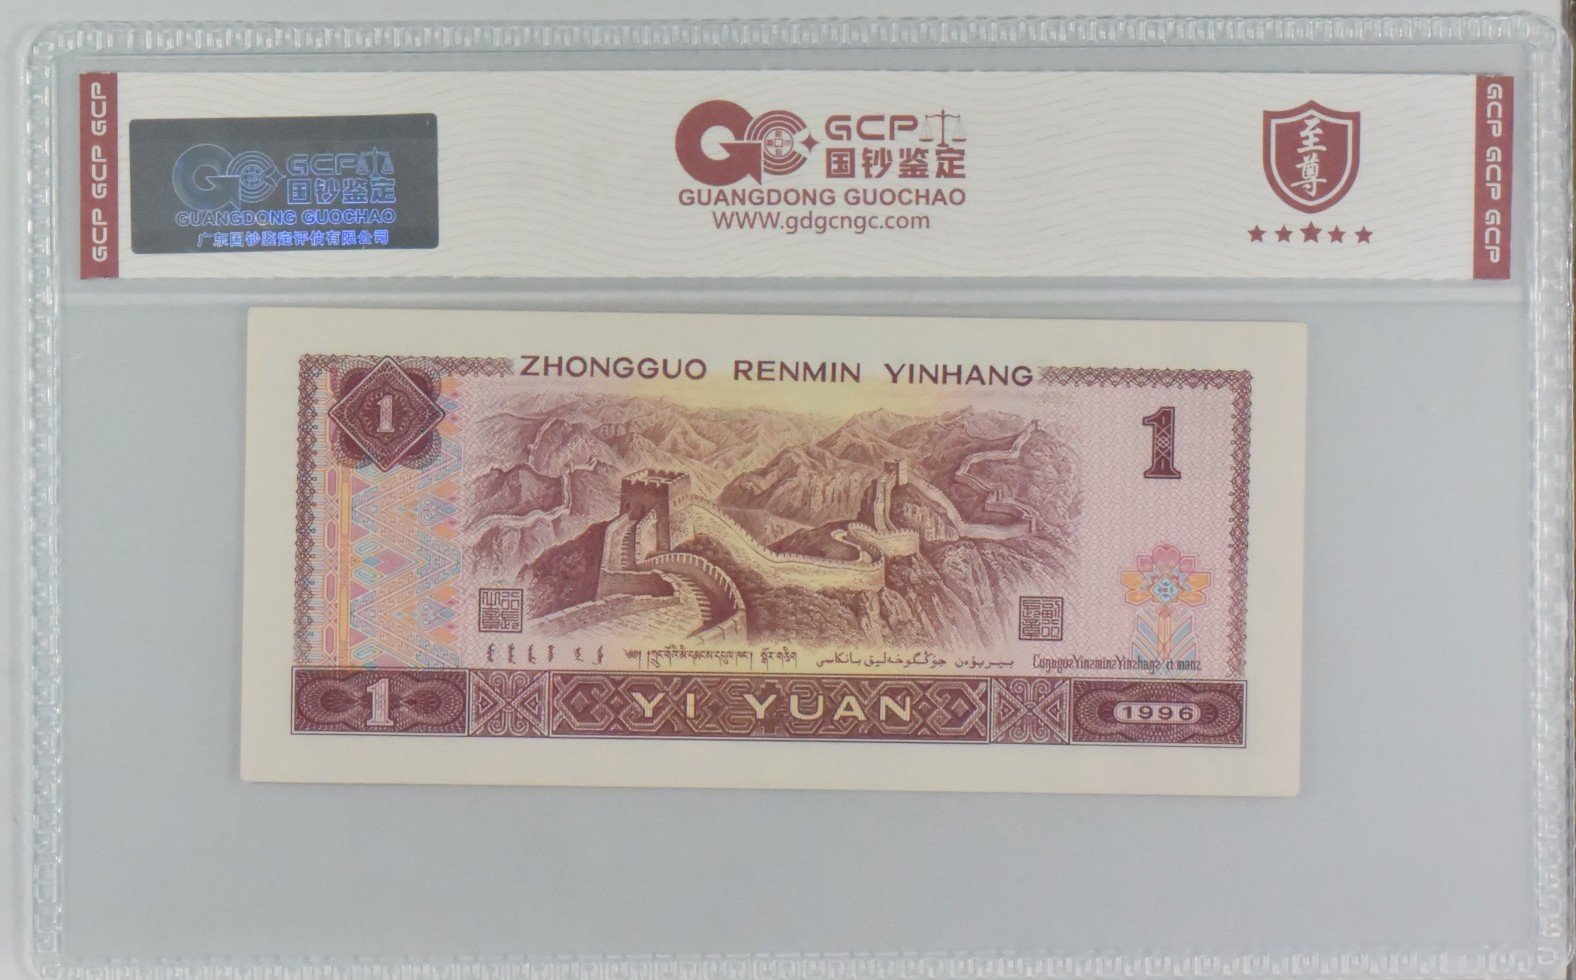 GCP GCP GCP
GCP
国钞鉴定
GUANGDONG GUOCHAO
广东国钞鉴定评估有限公司
GCP
国钞鉴定
GUANGDONG GUOCHAO
WWW.gdgcngc.com
至尊
GCP GCP GCP
ZHONGGUO RENMIN YINHANG
1
1
YI YUAN
1
1996